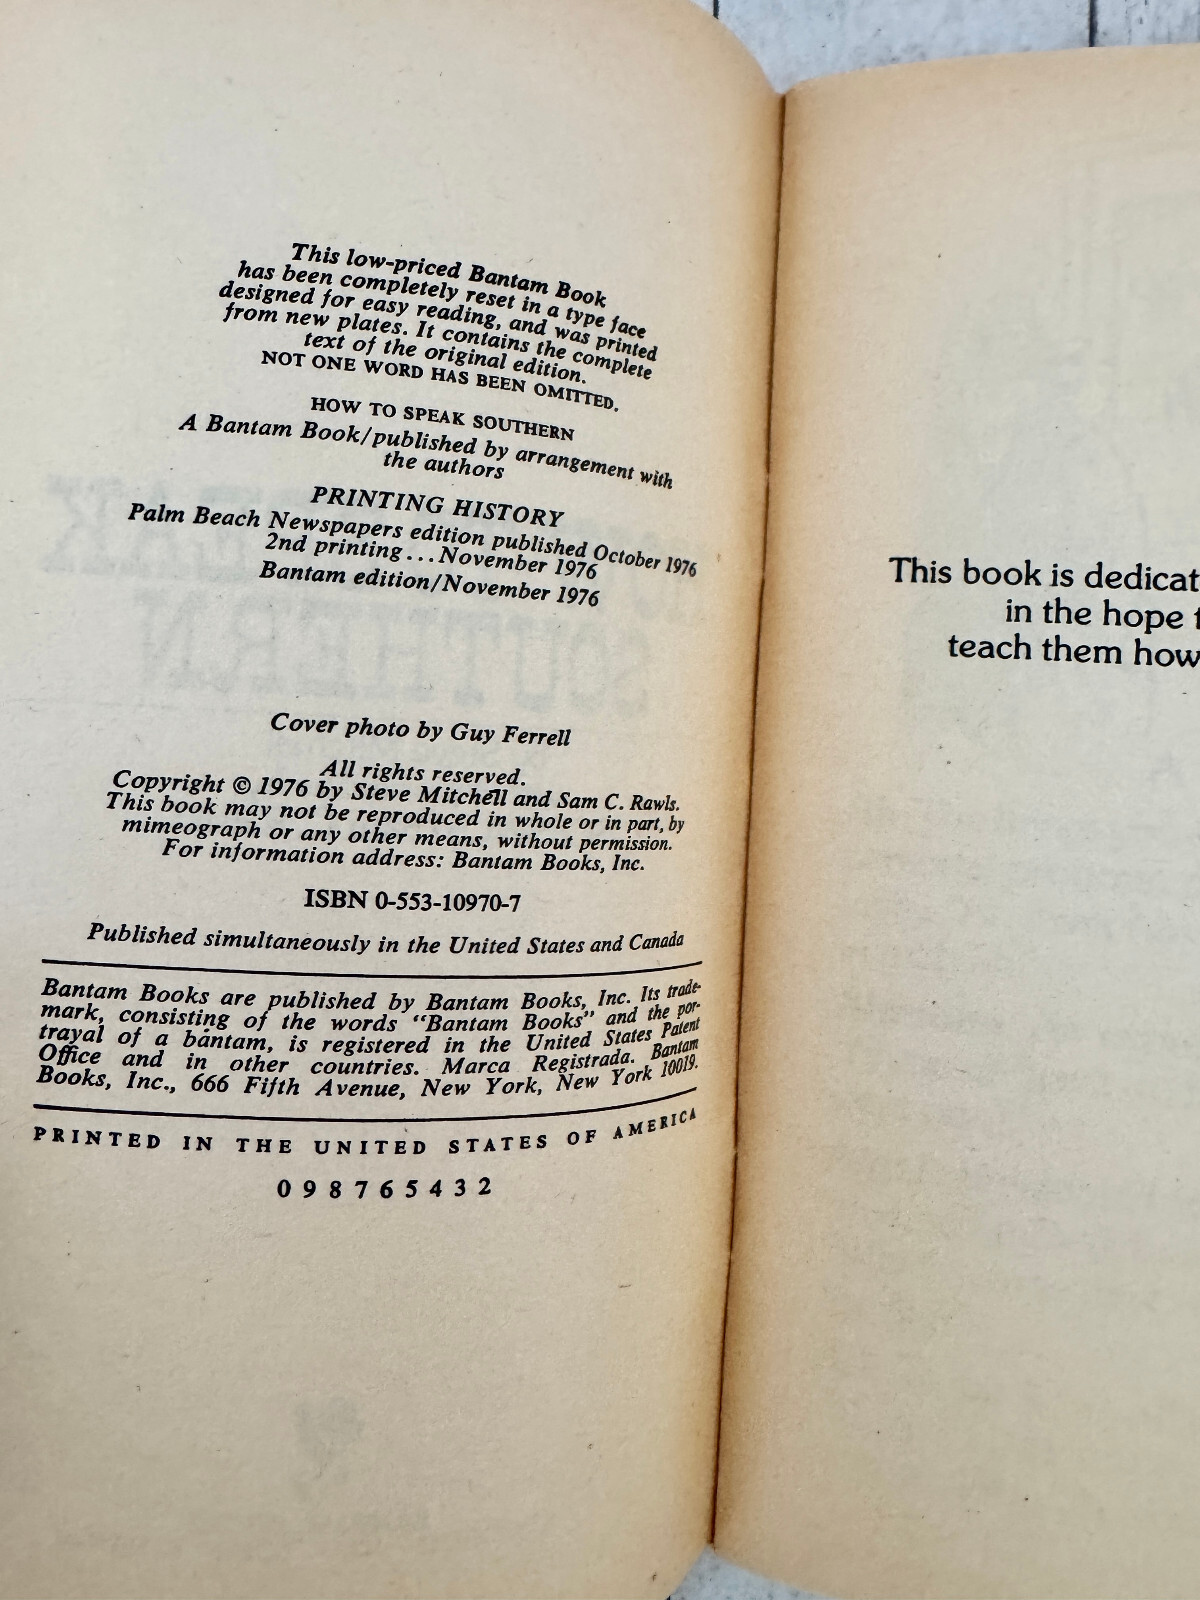 This low-priced Bantam Book
has been completely reset in a type face
designed for easy reading, and was printed
from new plates. It contains the complete
text of the original edition.
NOT ONE WORD HAS BEEN OMITTED.
HOW TO SPEAK SOUTHERN
A Bantam Book/published by arrangement with
the authors
PRINTING HISTORY
Palm Beach Newspapers edition published October 1976
2nd printing...November 1976
Bantam edition/November 1976
Cover photo by Guy Ferrell
All rights reserved.
Copyright © 1976 by Steve Mitchell and Sam C. Rawls.
This book may not be reproduced in whole or in part, by
mimeograph or any other means, without permission.
For information address: Bantam Books, Inc.
ISBN 0-553-10970-7
Published simultaneously in the United States and Canada
Bantam Books are published by Bantam Books, Inc. Its trade-
mark, consisting of the words "Bantam Books" and the por-
trayal of a bantam, is registered in the United States Patent
Office and in other countries. Marca Registrada. Bantam
Books, Inc., 666 Fifth Avenue, New York, New York 10019.
PRINTED IN THE UNITED STATES OF AMERICA
0 9 8 7 6 5 4 3 2
This book is dedicat
in the hope
teach them how